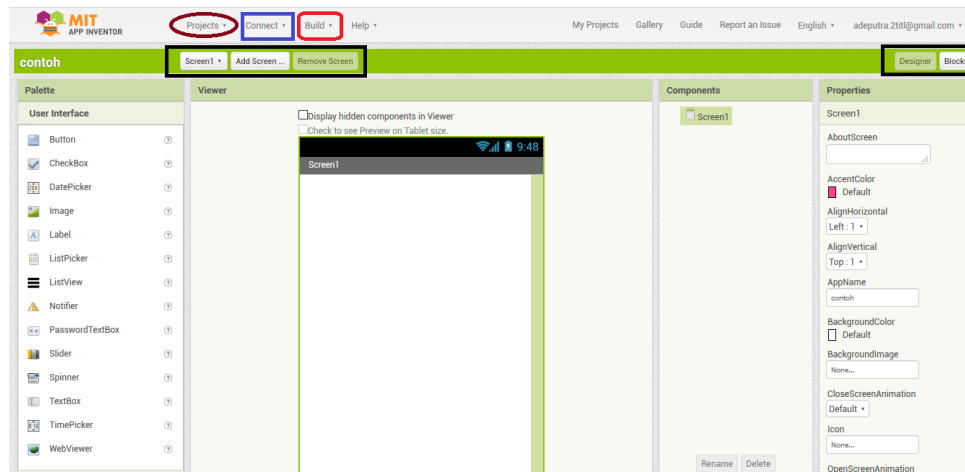 MIT
APP INVENTOR
Projects Connect Build Help
My Projects Gallery Guide Report an Issue English adeputra.2titl@gmail.com
contoh
Screen1 Add Screen ... Remove Screen
Designer Block
Palette
Viewer
Components
Properties
User Interface
Button
CheckBox
DatePicker
Image
Label
ListPicker
ListView
Notifier
PasswordTextBox
Slider
Spinner
TextBox
TimePicker
WebViewer
Display hidden components in Viewer
Check to see Preview on Tablet size.
9:48
Screen1
Screen1
Rename Delete
Screen1
AboutScreen
AccentColor
Default
AlignHorizontal
Left : 1
AlignVertical
Top : 1
AppName
contoh
BackgroundColor
Default
BackgroundImage
None...
CloseScreenAnimation
Default
Icon
None...
OpenScreenAnimation